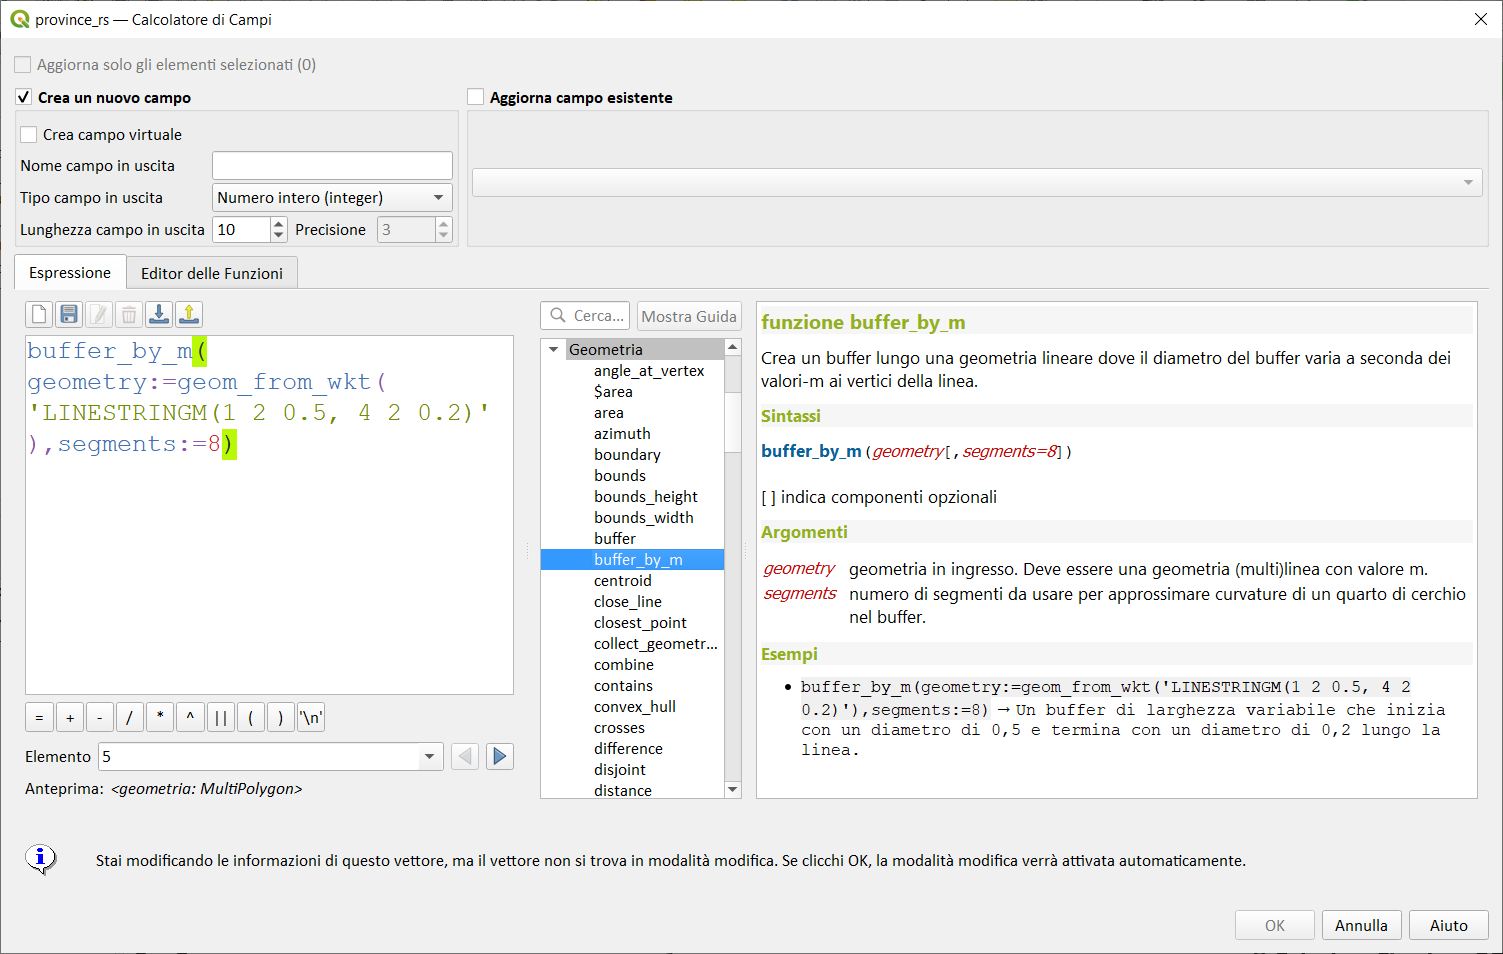 province_rs — Calcolatore di Campi
Aggiorna solo gli elementi selezionati (0)
Crea un nuovo campo
Aggiorna campo esistente
Crea campo virtuale
Nome campo in uscita
Tipo campo in uscita
Numero intero (integer)
Lunghezza campo in uscita
10
Precisione
3
Espressione
Editor delle Funzioni
buffer_by_m(
geometry:=geom_from_wkt(
'LINESTRINGM(1 2 0.5, 4 2 0.2)'
),segments:=8)
= + - / * ^ || ( ) '\n'
Elemento 5
Anteprima: <geometria: MultiPolygon>
Cerca...
Mostra Guida
Geometria
angle_at_vertex
$area
area
azimuth
boundary
bounds
bounds_height
bounds_width
buffer
buffer_by_m
centroid
close_line
closest_point
collect_geometr...
combine
contains
convex_hull
crosses
difference
disjoint
distance
funzione buffer_by_m
Crea un buffer lungo una geometria lineare dove il diametro del buffer varia a seconda dei
valori-m ai vertici della linea.
Sintassi
buffer_by_m(geometry[,segments=8])
[ ] indica componenti opzionali
Argomenti
geometry geometria in ingresso. Deve essere una geometria (multi)linea con valore m.
segments numero di segmenti da usare per approssimare curvature di un quarto di cerchio
nel buffer.
Esempi
• buffer_by_m(geometry:=geom_from_wkt('LINESTRINGM(1 2 0.5, 4 2
0.2)'),segments:=8) → Un buffer di larghezza variabile che inizia
con un diametro di 0,5 e termina con un diametro di 0,2 lungo la
linea.
Stai modificando le informazioni di questo vettore, ma il vettore non si trova in modalità modifica. Se clicchi OK, la modalità modifica verrà attivata automaticamente.
OK
Annulla
Aiuto